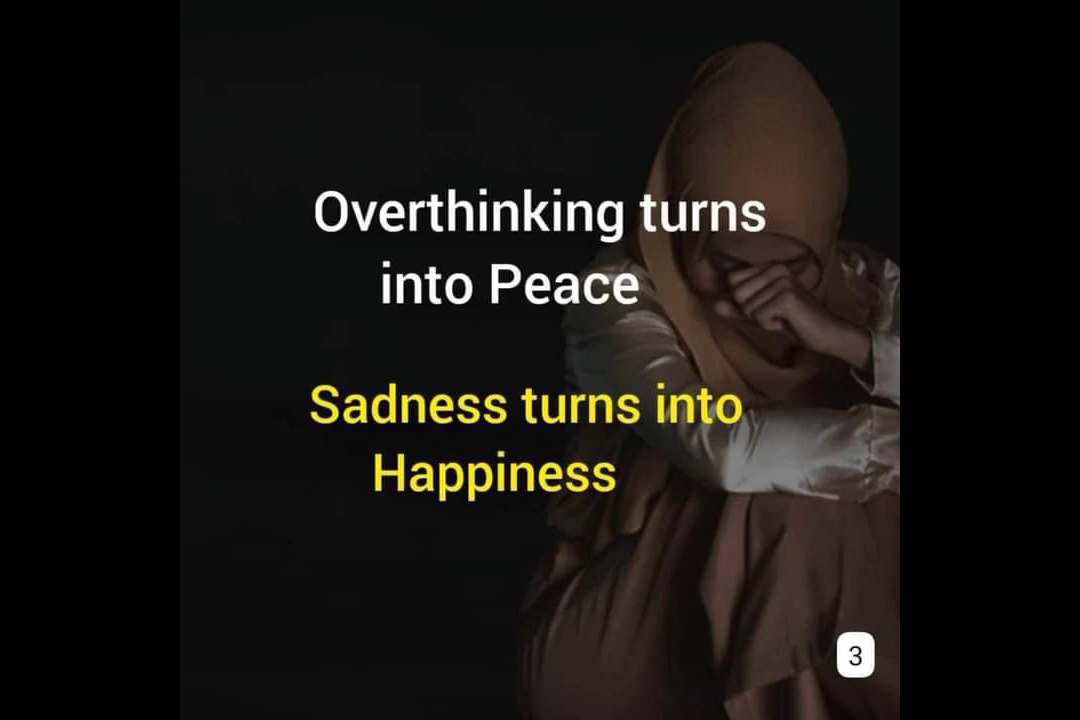 Overthinking turns
into Peace
Sadness turns into
Happiness
3